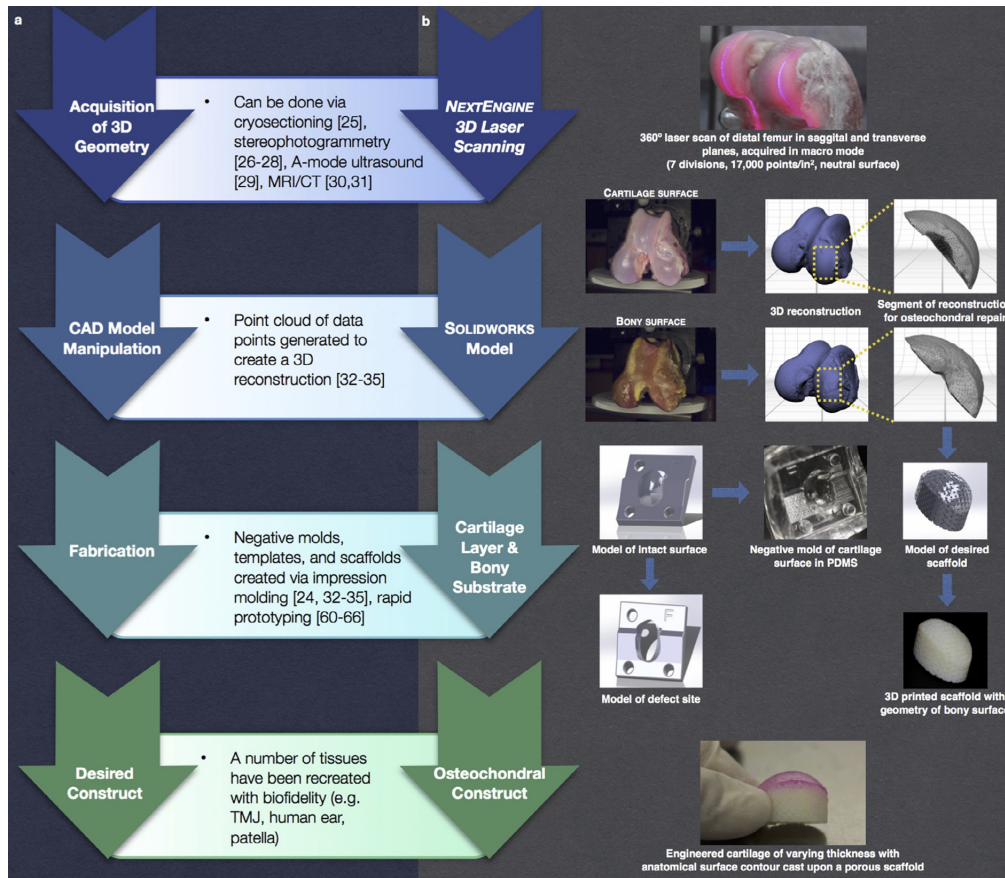 a
b
Acquisition
of 3D
Geometry
• Can be done via
cryosectioning [25],
stereophotogrammetry
[26-28], A-mode ultrasound
[29], MRI/CT [30,31]
NEXTENGINE
3D Laser
Scanning
360º laser scan of distal femur in saggital and transverse
planes, acquired in macro mode
(7 divisions, 17,000 points/in², neutral surface)
CARTILAGE SURFACE
3D reconstruction
Segment of reconstruction
for osteochondral repair
CAD Model
Manipulation
• Point cloud of data
points generated to
create a 3D
reconstruction [32-35]
SOLIDWORKS
Model
BONY SURFACE
Fabrication
• Negative molds,
templates, and scaffolds
created via impression
molding [24, 32-35], rapid
prototyping [60-66]
Cartilage
Layer &
Bony
Substrate
Model of intact surface
Negative mold of cartilage
surface in PDMS
Model of desired
scaffold
F
Model of defect site
3D printed scaffold with
geometry of bony surface
Desired
Construct
• A number of tissues
have been recreated
with biofidelity (e.g.
TMJ, human ear,
patella)
Osteochondral
Construct
Engineered cartilage of varying thickness with
anatomical surface contour cast upon a porous scaffold